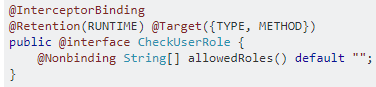 @InterceptorBinding
@Retention(RUNTIME) @Target({TYPE, METHOD})
public @interface CheckUserRole {
@Nonbinding String[] allowedRoles() default "";
}